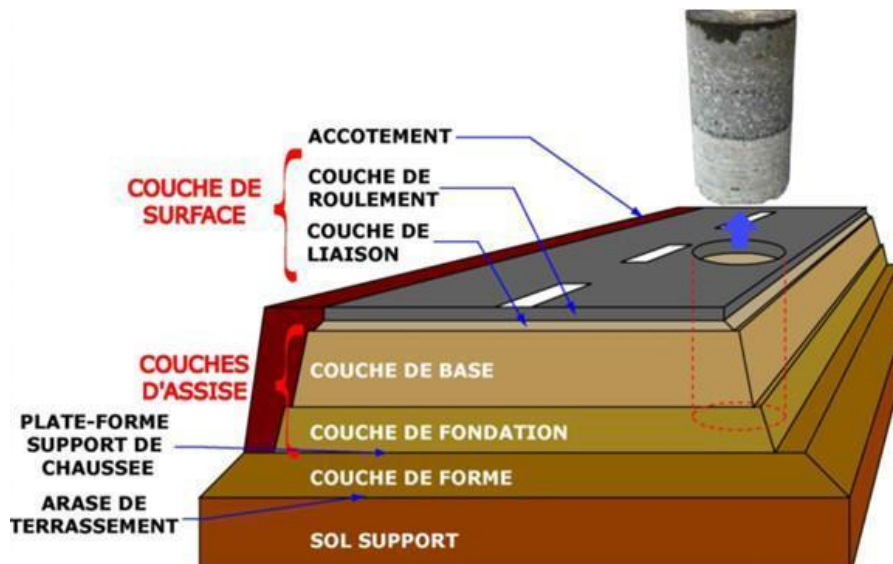 ACCOTEMENT
COUCHE DE
ROULEMENT
COUCHE DE
LIAISON
COUCHE DE
SURFACE
COUCHES
D'ASSISE
COUCHE DE BASE
COUCHE DE FONDATION
PLATE-FORME
SUPPORT DE
CHAUSSEE
COUCHE DE FORME
ARASE DE
TERRASSEMENT
SOL SUPPORT